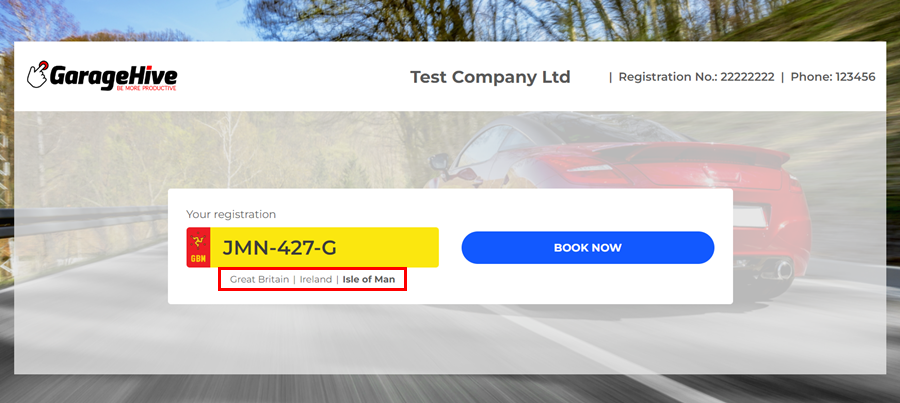 GarageHive
BE MORE PRODUCTIVE
Test Company Ltd
| Registration No.: 22222222 | Phone: 123456
Your registration
GBM
JMN-427-G
BOOK NOW
Great Britain | Ireland | Isle of Man